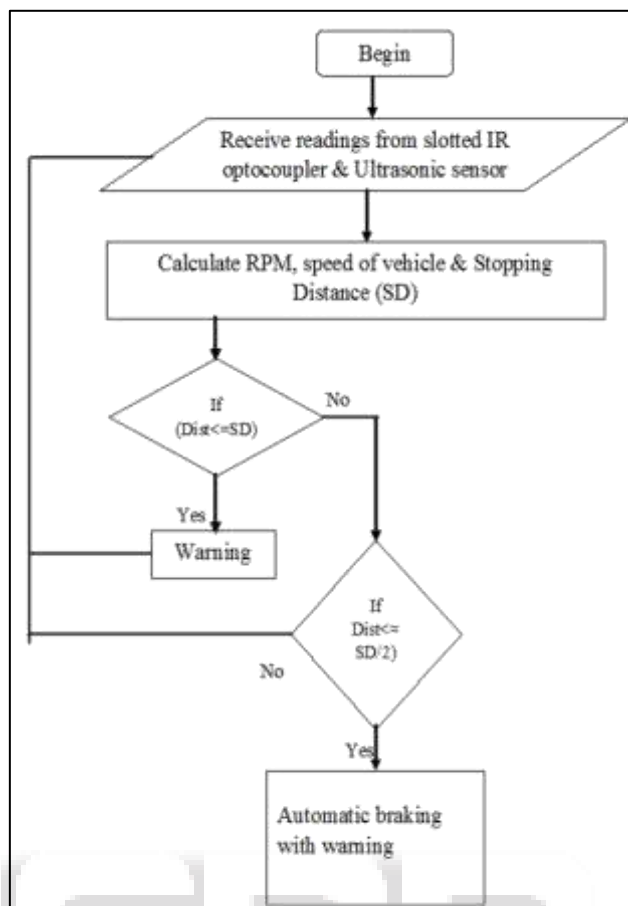 Begin
Receive readings from slotted IR
optocoupler & Ultrasonic sensor
Calculate RPM, speed of vehicle & Stopping
Distance (SD)
If
(Dist<=SD)
No
Yes
Warning
If
Dist<=
SD/2)
No
Yes
Automatic braking
with warning